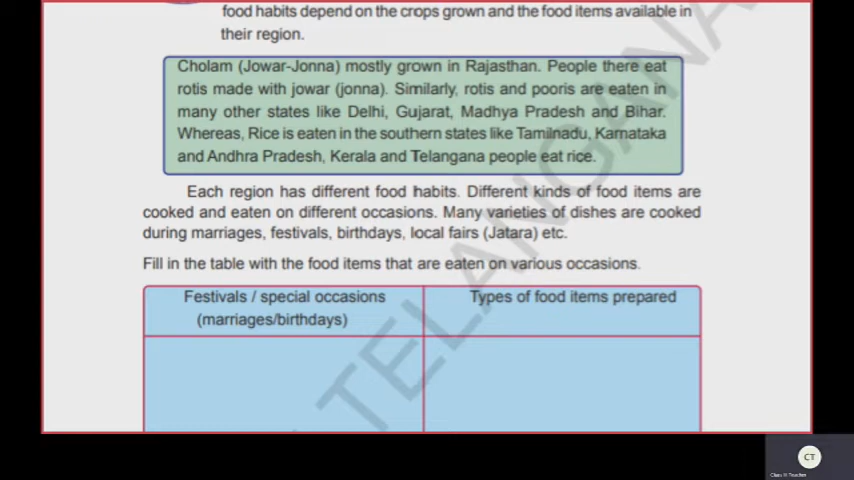 food habits depend on the crops grown and the food items available in
their region.
Cholam (Jowar-Jonna) mostly grown in Rajasthan. People there eat
rotis made with jowar (jonna). Similarly, rotis and pooris are eaten in
many other states like Delhi, Gujarat, Madhya Pradesh and Bihar.
Whereas, Rice is eaten in the southern states like Tamilnadu, Karnataka
and Andhra Pradesh, Kerala and Telangana people eat rice.
Each region has different food habits. Different kinds of food items are
cooked and eaten on different occasions. Many varieties of dishes are cooked
during marriages, festivals, birthdays, local fairs (Jatara) etc.
Fill in the table with the food items that are eaten on various occasions.
Festivals / special occasions
(marriages/birthdays)
Types of food items prepared
TELANGANA
CT